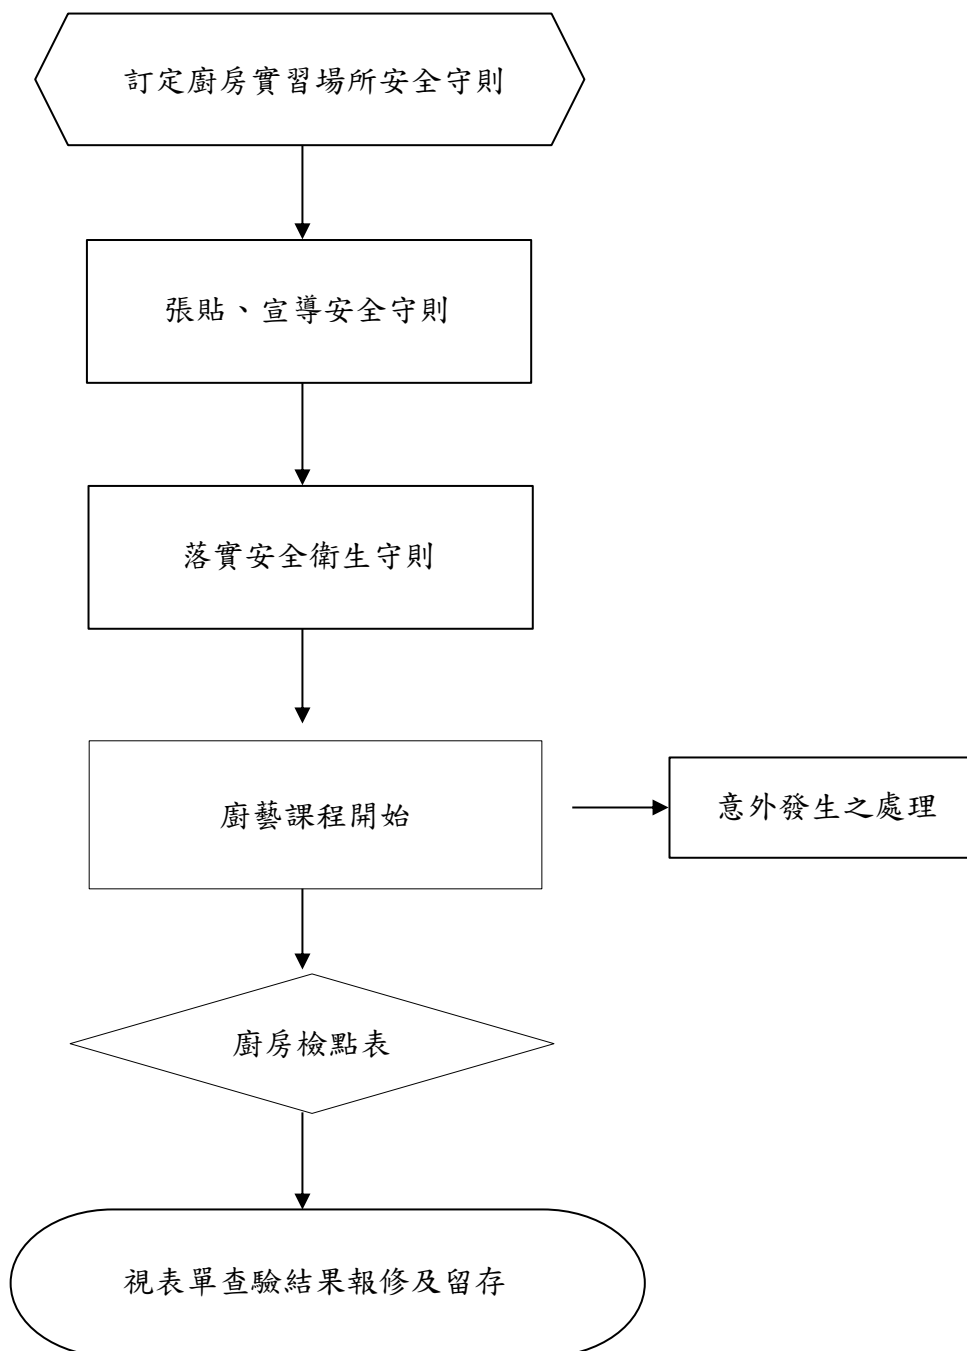 訂定廚房實習場所安全守則
張貼、宣導安全守則
落實安全衛生守則
廚藝課程開始
意外發生之處理
廚房檢點表
視表單查驗結果報修及留存